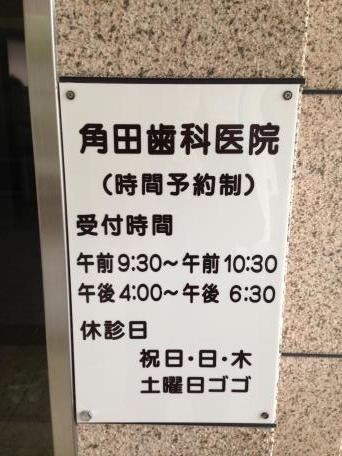 角田歯科医院
(時間予約制)
受付時間
午前9:30～午前10:30
午後4:00～午後 6:30
休診日
祝日・日・木
土曜日ゴゴ